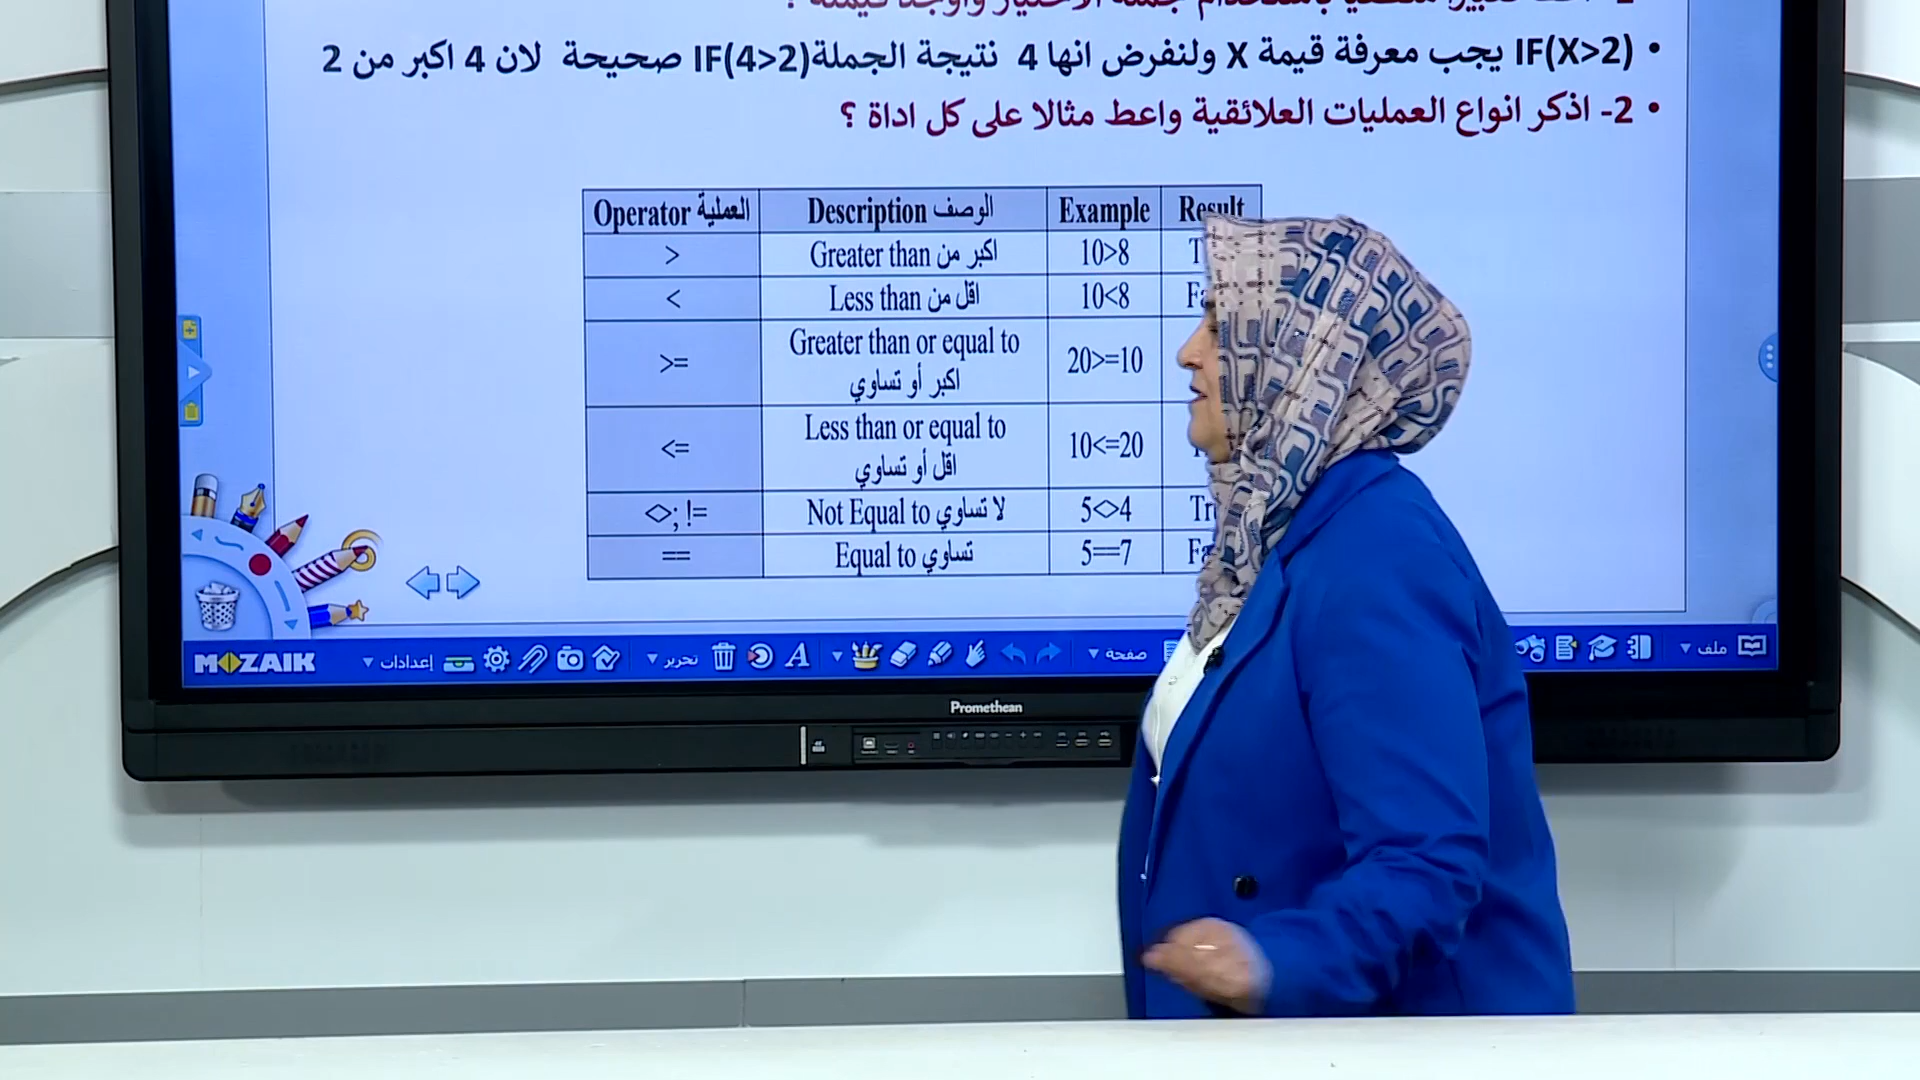 IF(X>2) يجب معرفة قيمة X ولنفرض انها 4 نتيجة الجملة IF(4>2) صحيحة لان 4 اكبر من 2
2- اذكر انواع العمليات العلائقية واعط مثالا على كل اداة ؟
Operator العملية Description الوصف Example Result
> Greater than اكبر من 10>8
< Less than اقل من 10<8
>= Greater than or equal to 20>=10
اكبر أو تساوي
<= Less than or equal to 10<=20
اقل أو تساوي
<>; != Not Equal to لا تساوي 5<>4
== Equal to تساوي 5==7
MOZAIK إعدادات تحرير A صفحة ملف
Promethean